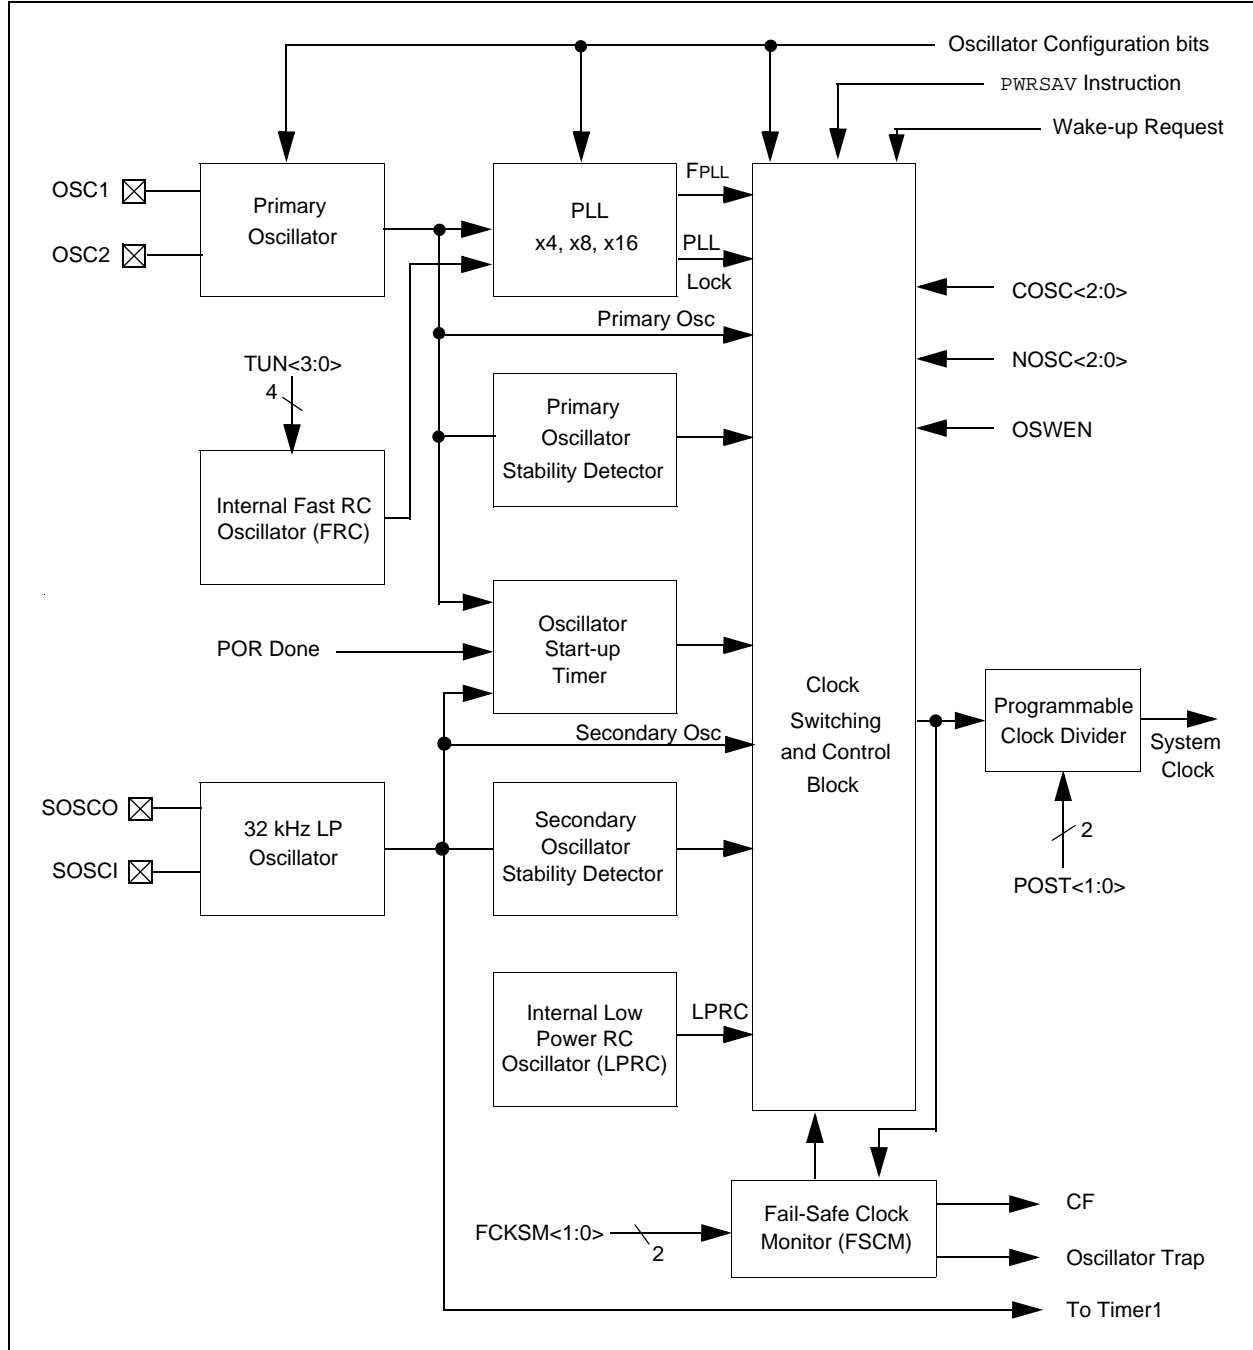 Oscillator Configuration bits
PWRSAV Instruction
Wake-up Request
OSC1
OSC2
Primary
Oscillator
PLL
x4, x8, x16
FPLL
PLL
Lock
Primary Osc
COSC<2:0>
NOSC<2:0>
OSWEN
TUN<3:0>
4
Internal Fast RC
Oscillator (FRC)
Primary
Oscillator
Stability Detector
POR Done
Oscillator
Start-up
Timer
Secondary Osc
Clock
Switching
and Control
Block
Programmable
Clock Divider
System
Clock
2
POST<1:0>
SOSCO
SOSCI
32 kHz LP
Oscillator
Secondary
Oscillator
Stability Detector
Internal Low
Power RC
Oscillator (LPRC)
LPRC
FCKSM<1:0>
2
Fail-Safe Clock
Monitor (FSCM)
CF
Oscillator Trap
To Timer1